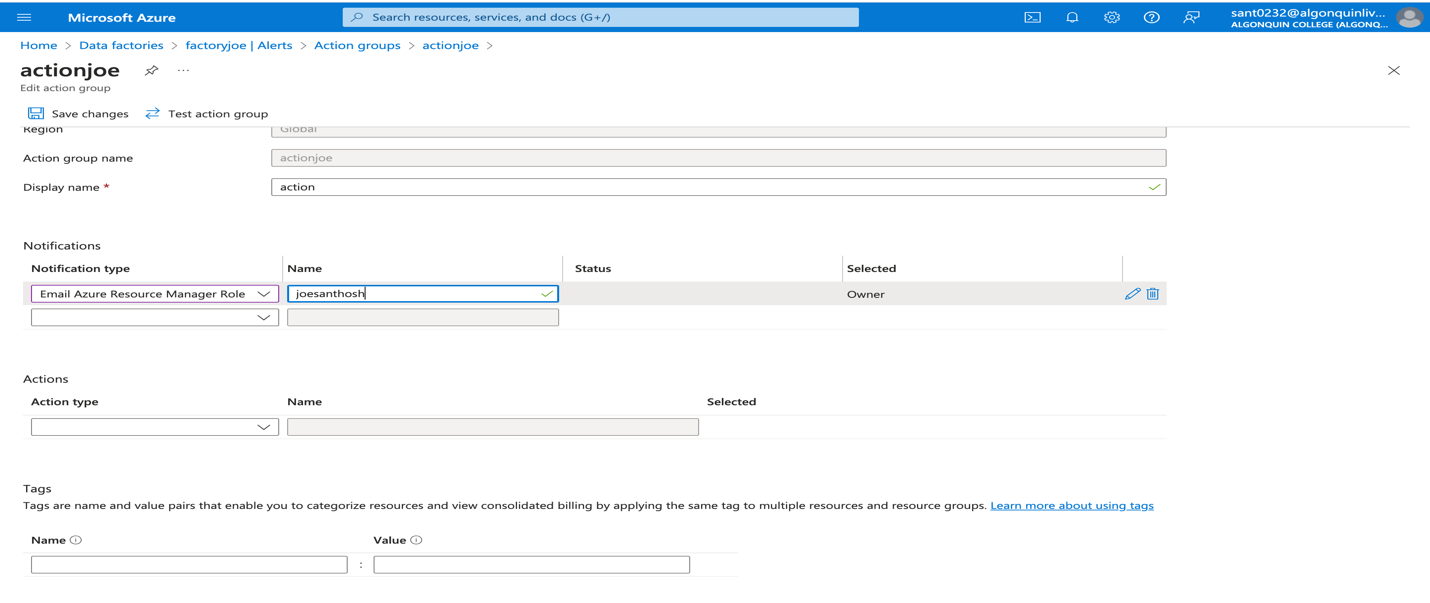 Microsoft Azure
Search resources, services, and docs (G+/)
sant0232@algonquinliv...
ALGONQUIN COLLEGE (ALGONQ...
Home > Data factories > factoryjoe | Alerts > Action groups > actionjoe >
actionjoe
...
Edit action group
Save changes
Test action group
Region
Global
Action group name
actionjoe
Display name *
action
Notifications
Notification type
Name
Status
Selected
Email Azure Resource Manager Role
joesanthosh
Owner
Actions
Action type
Name
Selected
Tags
Tags are name and value pairs that enable you to categorize resources and view consolidated billing by applying the same tag to multiple resources and resource groups. Learn more about using tags
Name
Value
: